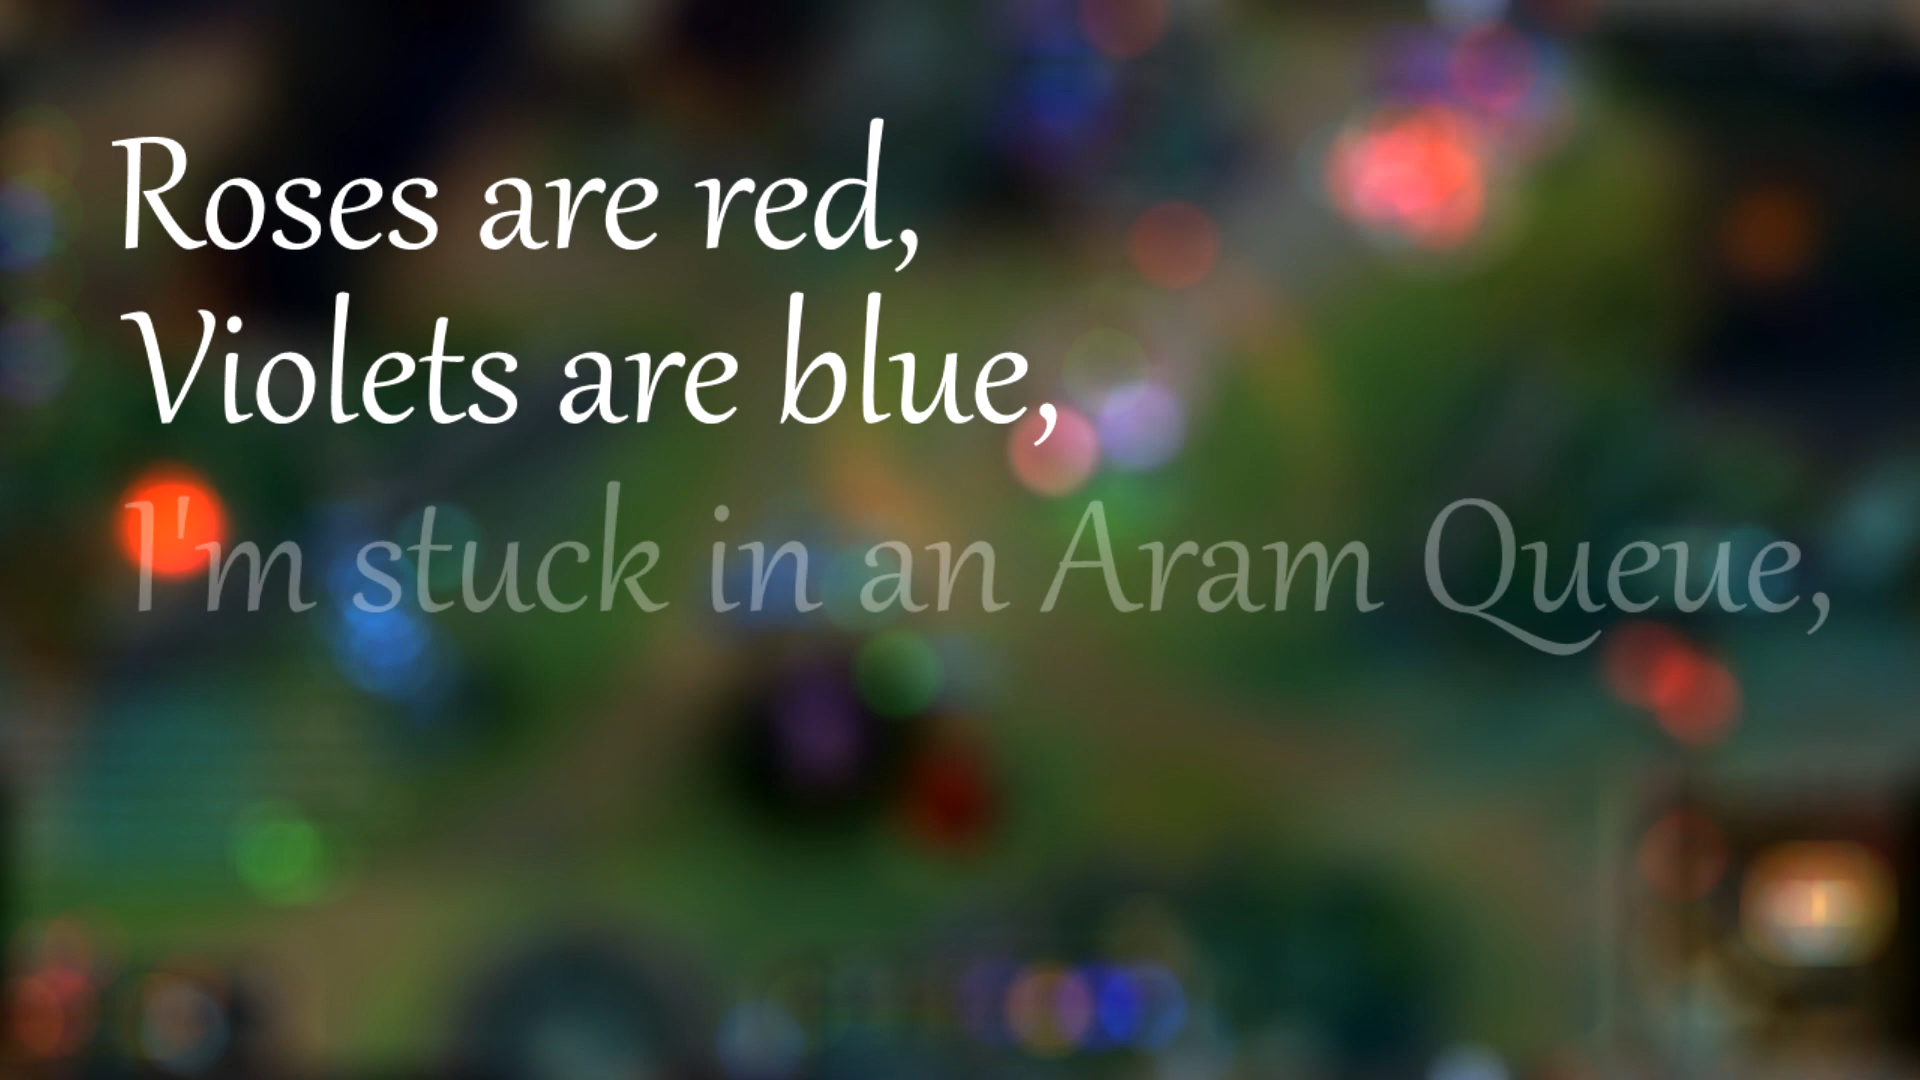 Roses are red,
Violets are blue,
I'm stuck in an Aram Queue,